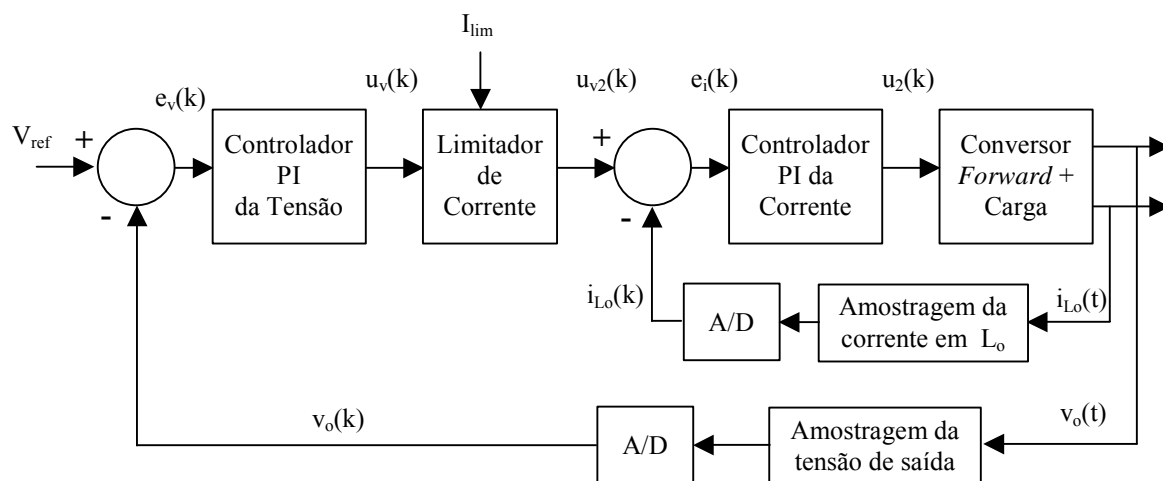 I_lim
e_v(k)
u_v(k)
u_v2(k)
e_i(k)
u_2(k)
V_ref
+
-
Controlador
PI
da Tensão
Limitador
de
Corrente
+
-
Controlador
PI da
Corrente
Conversor
Forward +
Carga
i_Lo(k)
A/D
Amostragem da
corrente em L_o
i_Lo(t)
v_o(k)
A/D
Amostragem da
tensão de saída
v_o(t)